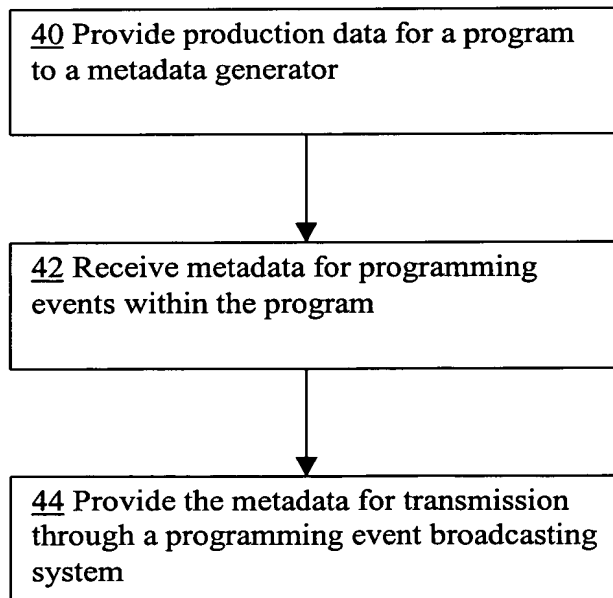 40 Provide production data for a program
to a metadata generator
42 Receive metadata for programming
events within the program
44 Provide the metadata for transmission
through a programming event broadcasting
system